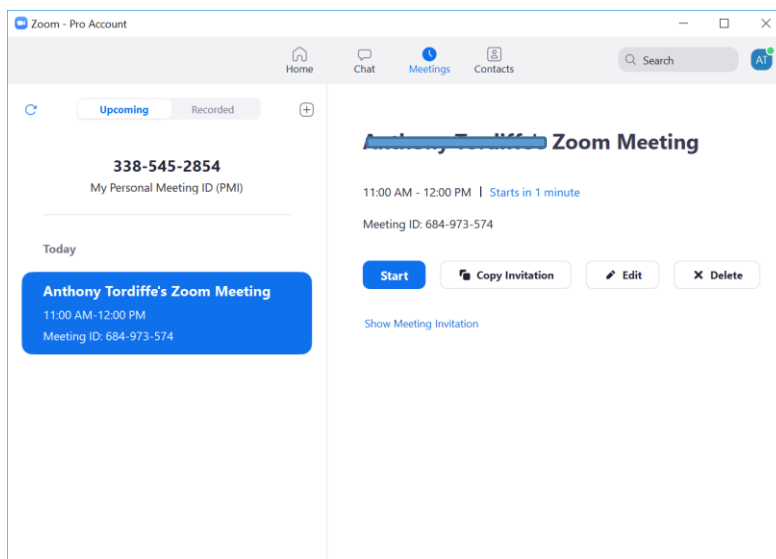 Zoom - Pro Account
Home Chat Meetings Contacts
Search AT
Upcoming Recorded
338-545-2854
My Personal Meeting ID (PMI)
Today
Anthony Tordiffe's Zoom Meeting
11:00 AM-12:00 PM
Meeting ID: 684-973-574
Zoom Meeting
11:00 AM - 12:00 PM | Starts in 1 minute
Meeting ID: 684-973-574
Start Copy Invitation Edit Delete
Show Meeting Invitation